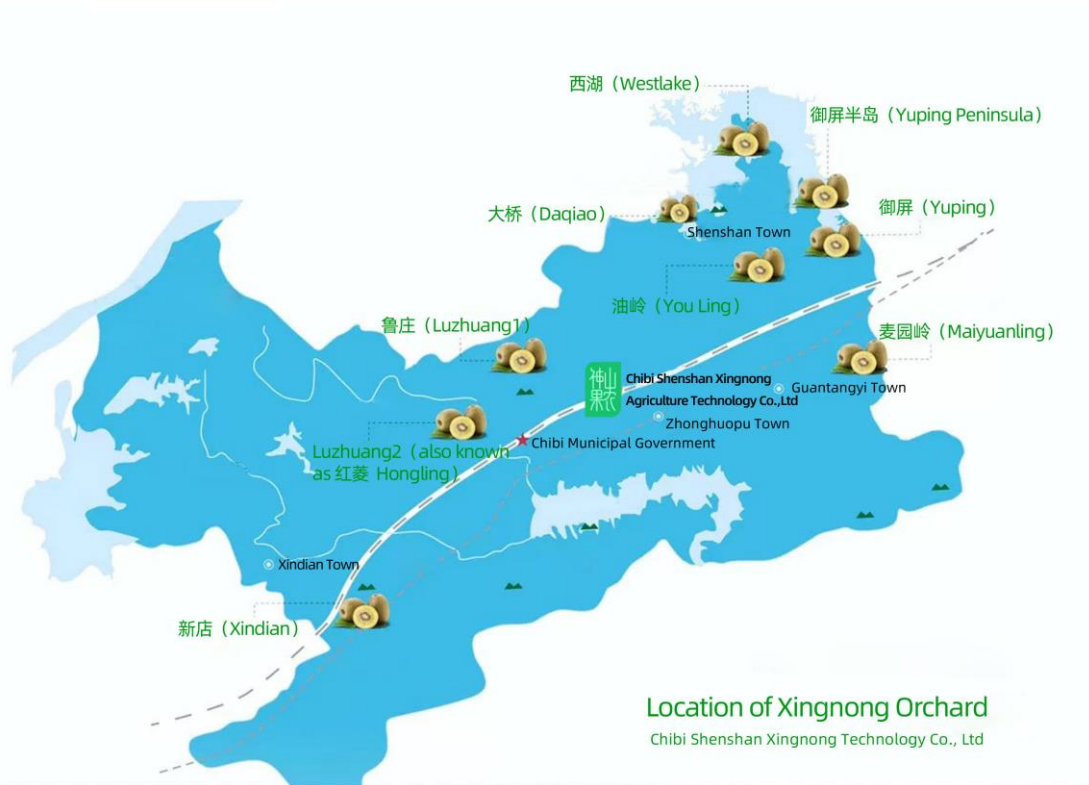 西湖（Westlake）
御屏半岛（Yuping Peninsula）
大桥（Daqiao）
御屏（Yuping）
Shenshan Town
油岭（You Ling）
鲁庄（Luzhuang1）
麦园岭（Maiyuanling）
神山果
Chibi Shenshan Xingnong
Agriculture Technology Co.,Ltd
Guantangyi Town
Zhonghuopu Town
Chibi Municipal Government
Luzhuang2（also known
as 红菱 Hongling）
Xindian Town
新店（Xindian）
Location of Xingnong Orchard
Chibi Shenshan Xingnong Technology Co., Ltd